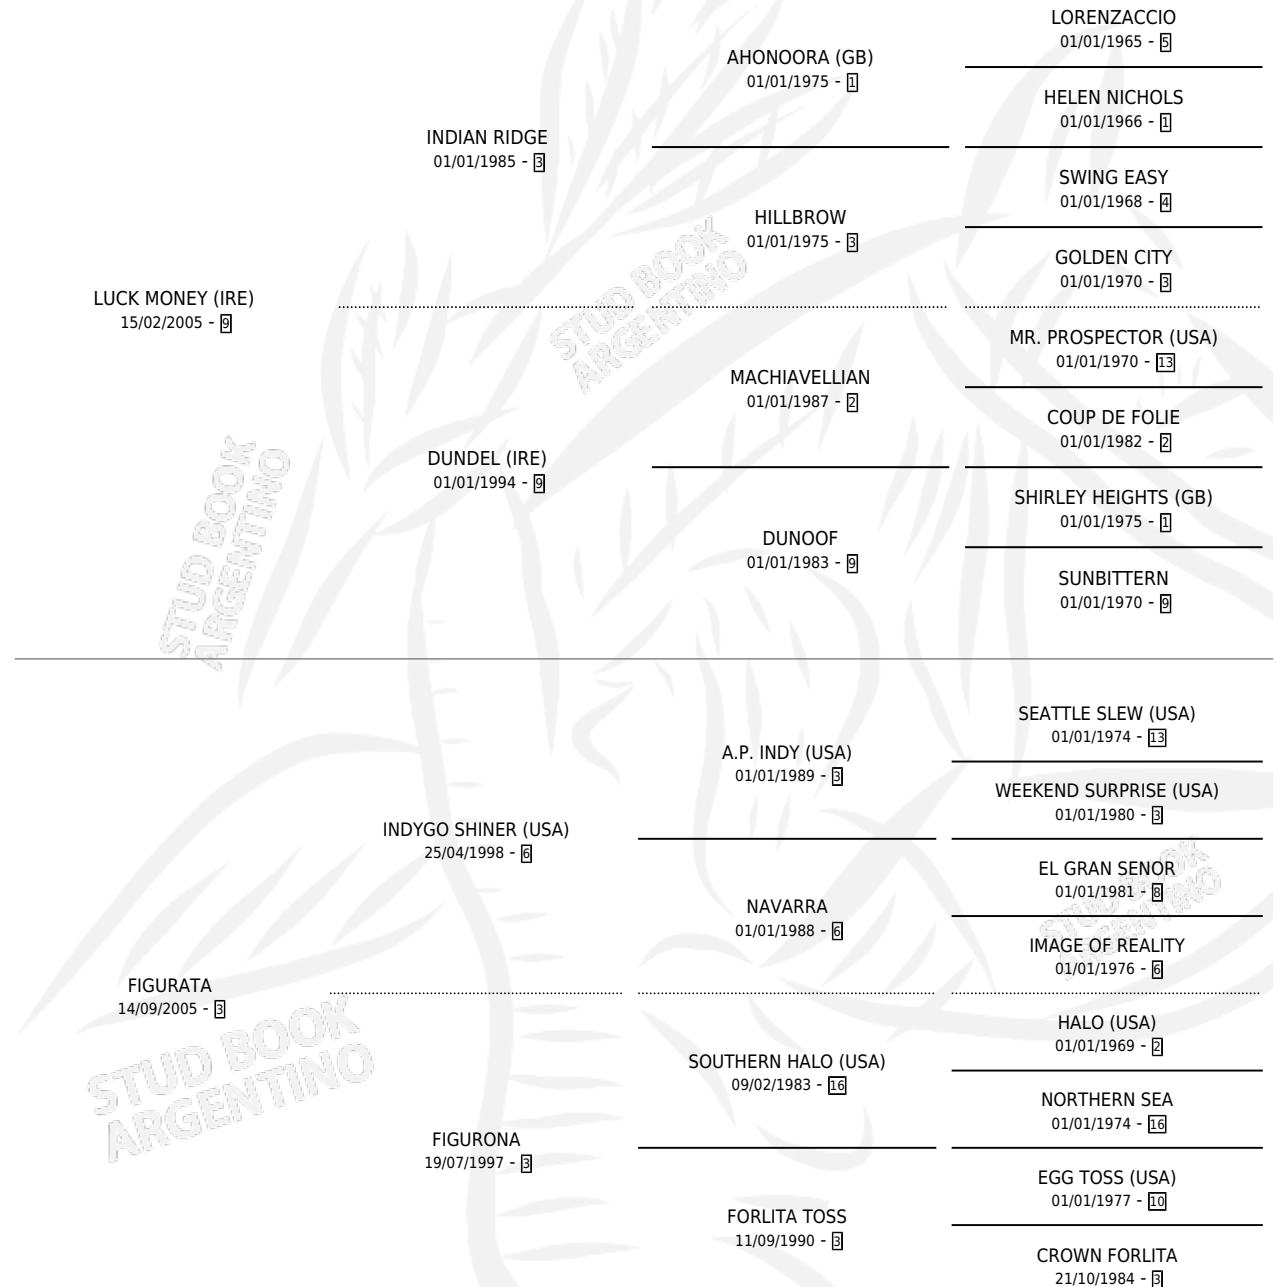 LORENZACCIO
01/01/1965 - 5
AHONOORA (GB)
01/01/1975 - 1
HELEN NICHOLS
01/01/1966 - 1
INDIAN RIDGE
01/01/1985 - 3
SWING EASY
01/01/1968 - 4
HILLBROW
01/01/1975 - 3
GOLDEN CITY
01/01/1970 - 3
LUCK MONEY (IRE)
15/02/2005 - 9
STUD BOOK
ARGENTINO
MR. PROSPECTOR (USA)
01/01/1970 - 13
MACHIAVELLIAN
01/01/1987 - 2
COUP DE FOLIE
01/01/1982 - 2
DUNDEL (IRE)
01/01/1994 - 9
SHIRLEY HEIGHTS (GB)
01/01/1975 - 1
DUNOOF
01/01/1983 - 9
SUNBITTERN
01/01/1970 - 9
STUD BOOK
ARGENTINO
SEATTLE SLEW (USA)
01/01/1974 - 13
A.P. INDY (USA)
01/01/1989 - 3
WEEKEND SURPRISE (USA)
01/01/1980 - 3
INDYGO SHINER (USA)
25/04/1998 - 6
EL GRAN SENOR
01/01/1981 - 8
STUD BOOK
ARGENTINO
NAVARRA
01/01/1988 - 6
IMAGE OF REALITY
01/01/1976 - 6
FIGURATA
14/09/2005 - 3
STUD BOOK
ARGENTINO
HALO (USA)
01/01/1969 - 2
SOUTHERN HALO (USA)
09/02/1983 - 16
NORTHERN SEA
01/01/1974 - 16
FIGURONA
19/07/1997 - 3
EGG TOSS (USA)
01/01/1977 - 10
FORLITA TOSS
11/09/1990 - 3
CROWN FORLITA
21/10/1984 - 3